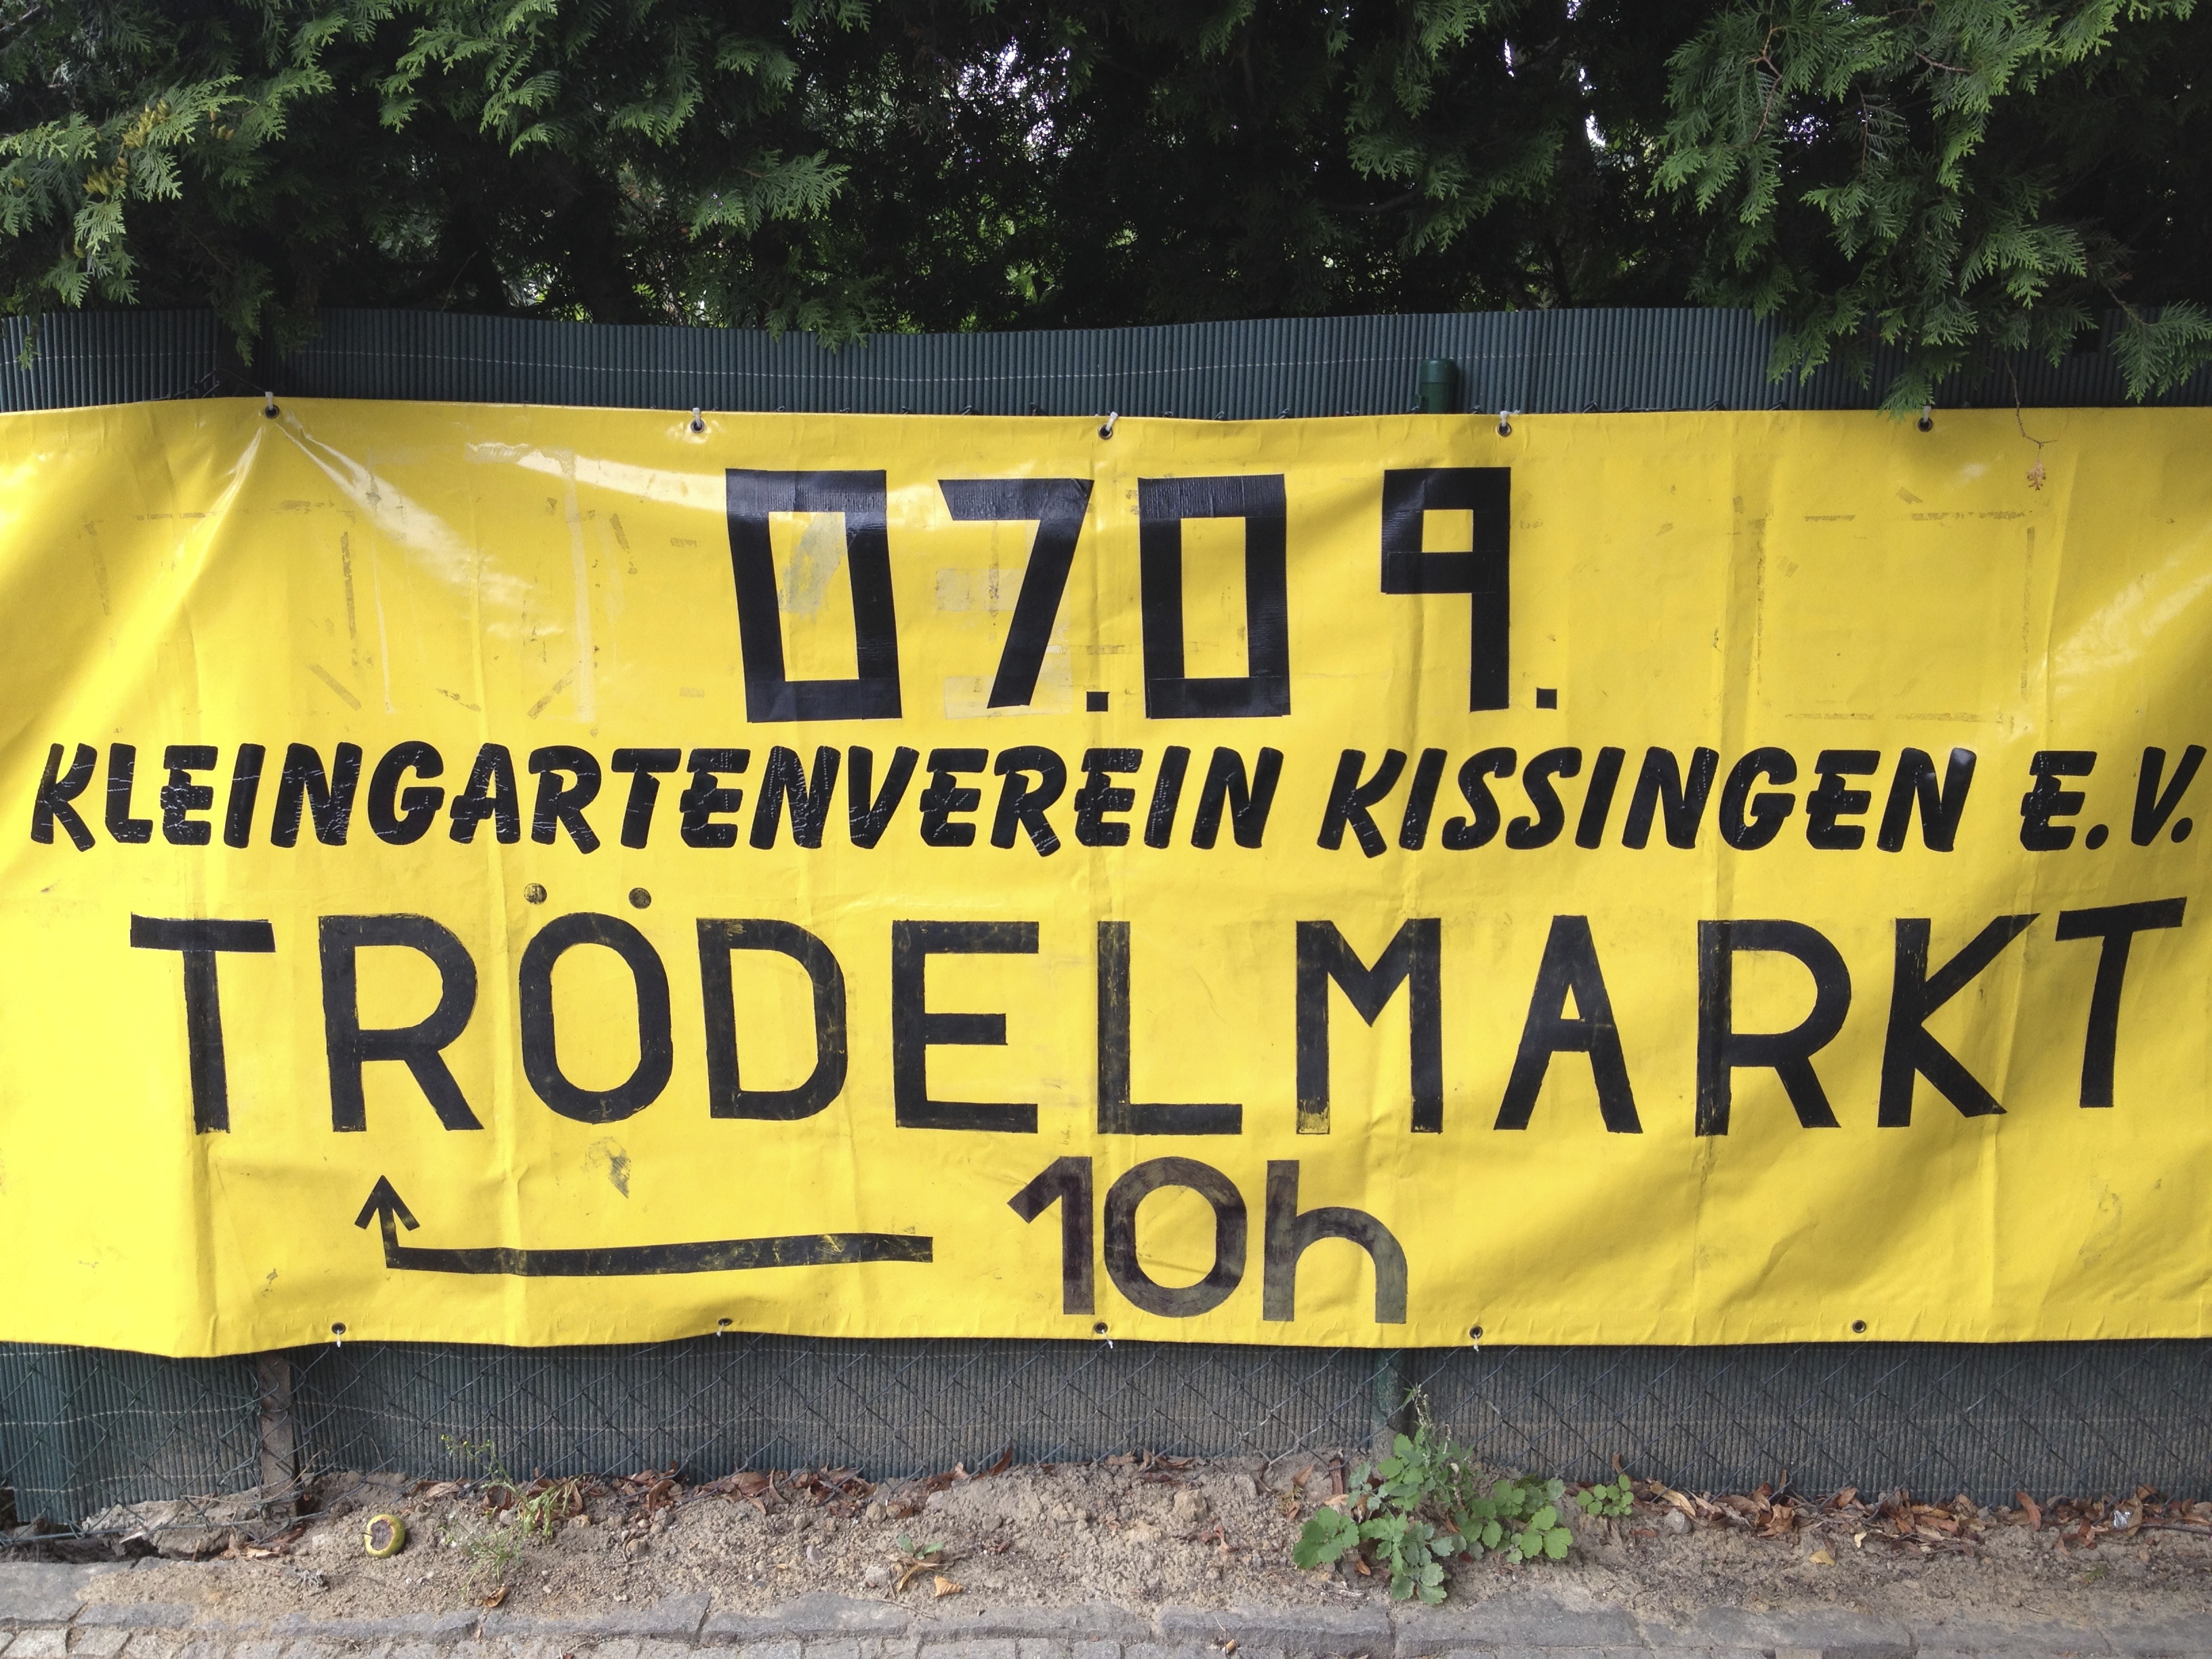 07.09.
KLEINGARTENVEREIN KISSINGEN E.V.
TRÖDELMARKT
10h